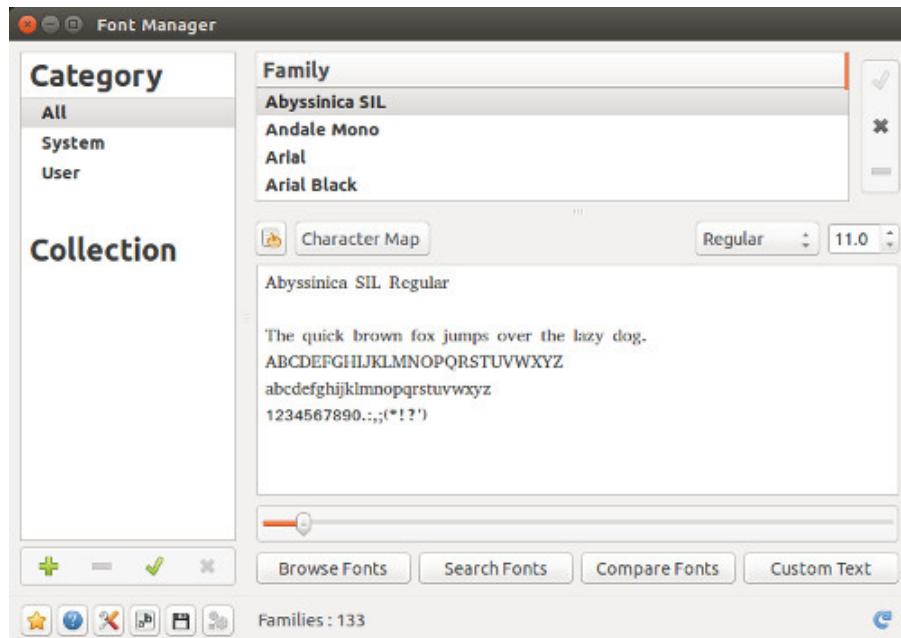 Font Manager
Category
All
System
User
Collection
Family
Abyssinica SIL
Andale Mono
Arial
Arial Black
Character Map
Regular
11.0
Abyssinica SIL Regular
The quick brown fox jumps over the lazy dog.
ABCDEFGHIJKLMNOPQRSTUVWXYZ
abcdefghijklmnopqrstuvwxyz
1234567890.:,;(*!?')
Browse Fonts
Search Fonts
Compare Fonts
Custom Text
Families : 133